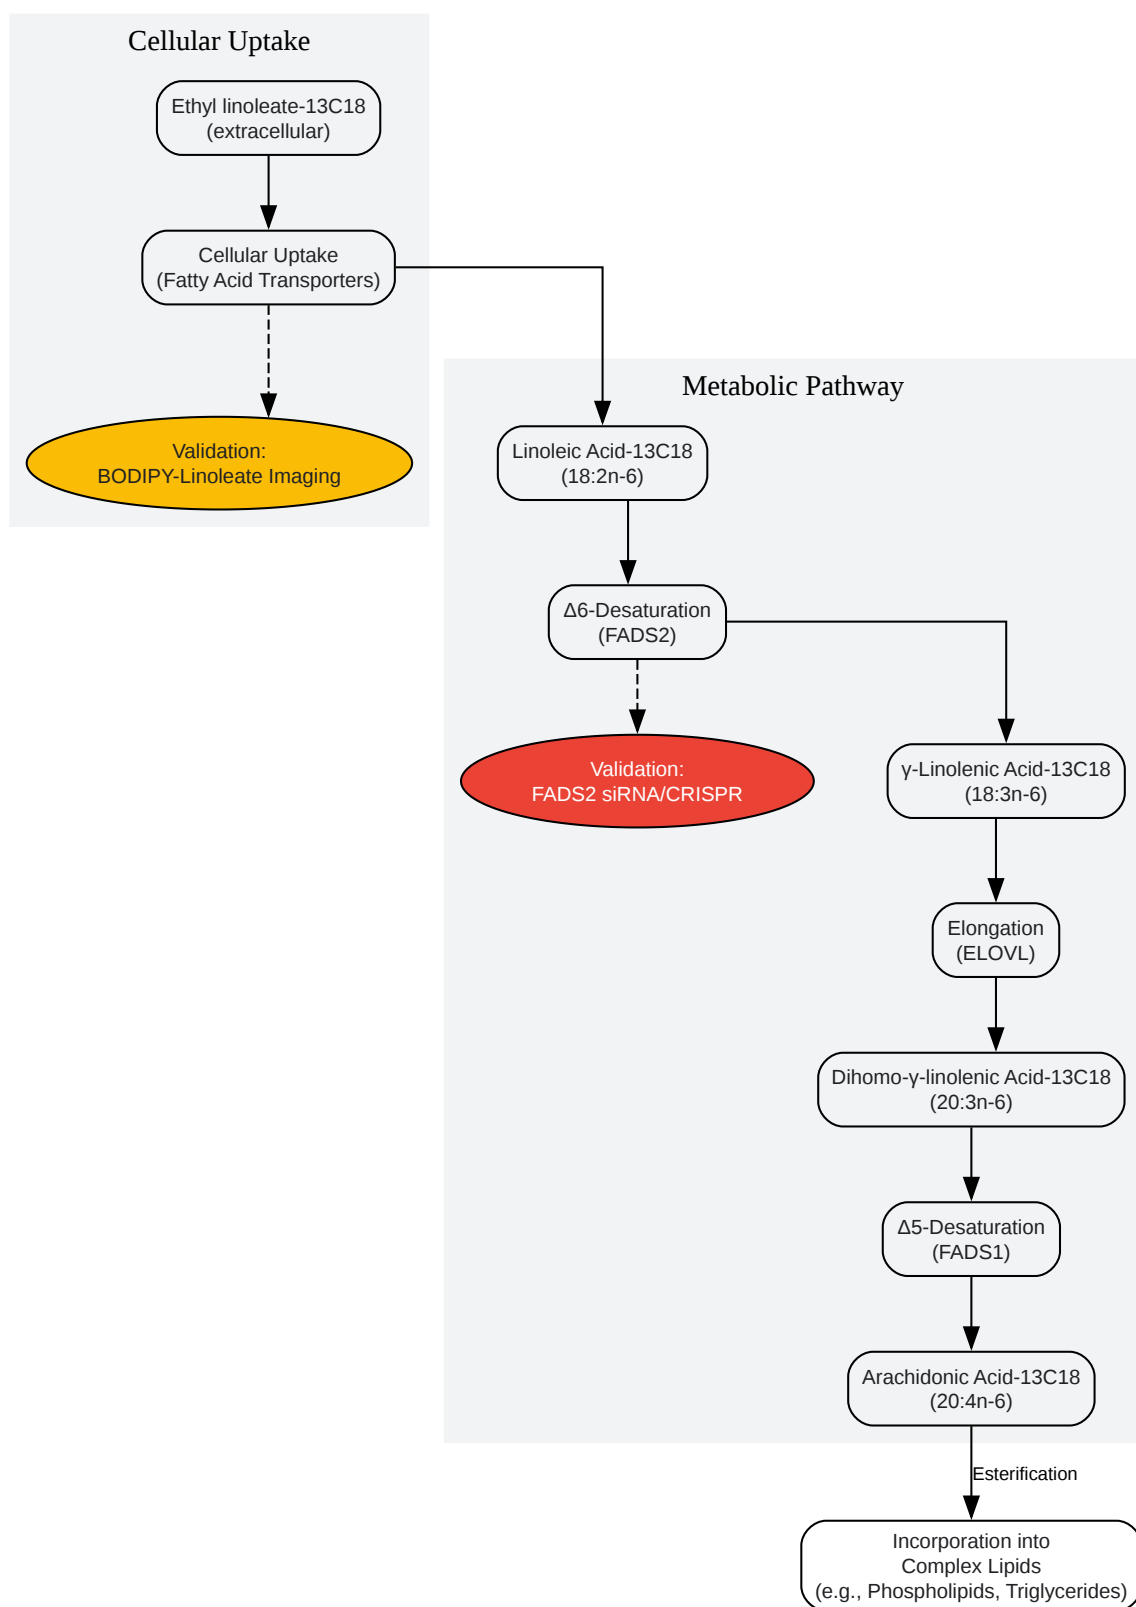 Cellular Uptake
Ethyl linoleate-13C18
(extracellular)
Cellular Uptake
(Fatty Acid Transporters)
Validation:
BODIPY-Linoleate Imaging
Metabolic Pathway
Linoleic Acid-13C18
(18:2n-6)
Δ6-Desaturation
(FADS2)
Validation:
FADS2 siRNA/CRISPR
γ-Linolenic Acid-13C18
(18:3n-6)
Elongation
(ELOVL)
Dihomo-γ-linolenic Acid-13C18
(20:3n-6)
Δ5-Desaturation
(FADS1)
Arachidonic Acid-13C18
(20:4n-6)
Esterification
Incorporation into
Complex Lipids
(e.g., Phospholipids, Triglycerides)